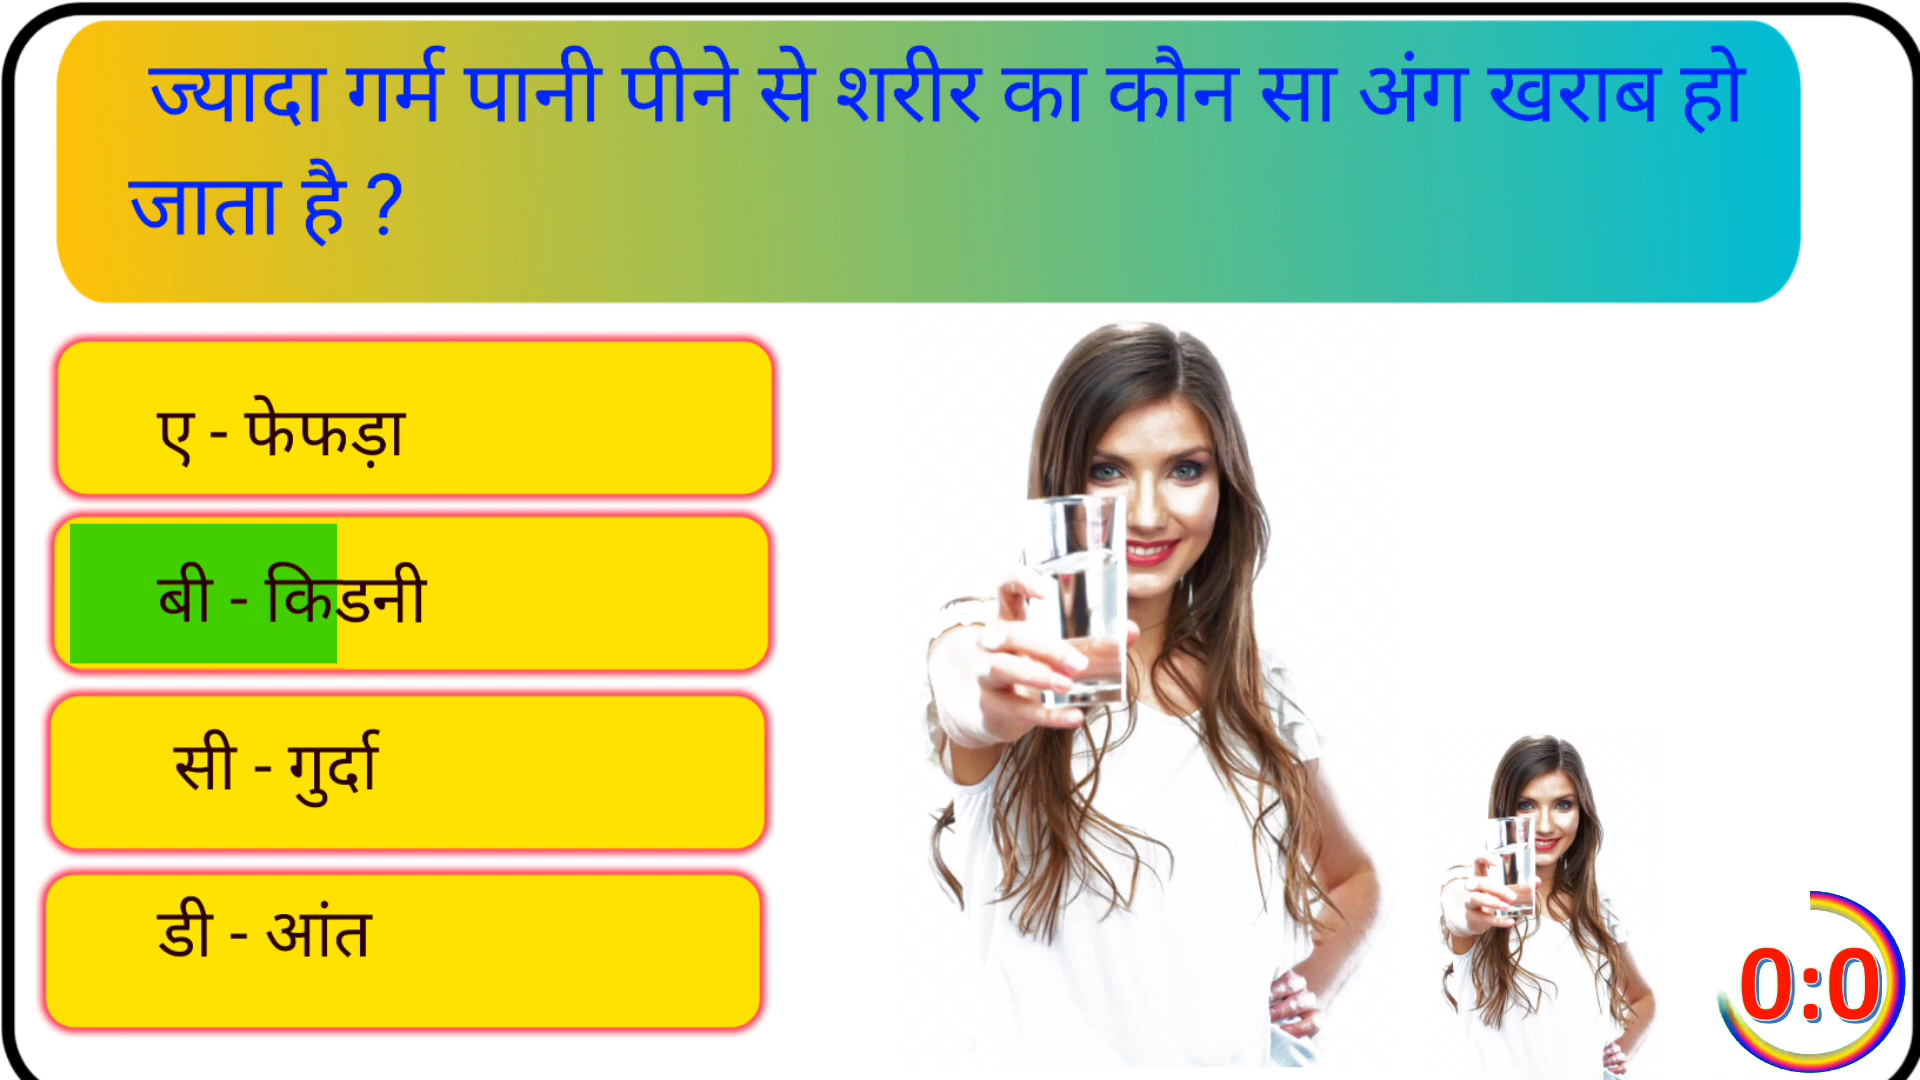 ज्यादा गर्म पानी पीने से शरीर का कौन सा अंग खराब हो
जाता है ?
ए - फेफड़ा
बी - किडनी
सी - गुर्दा
डी - आंत
0:0